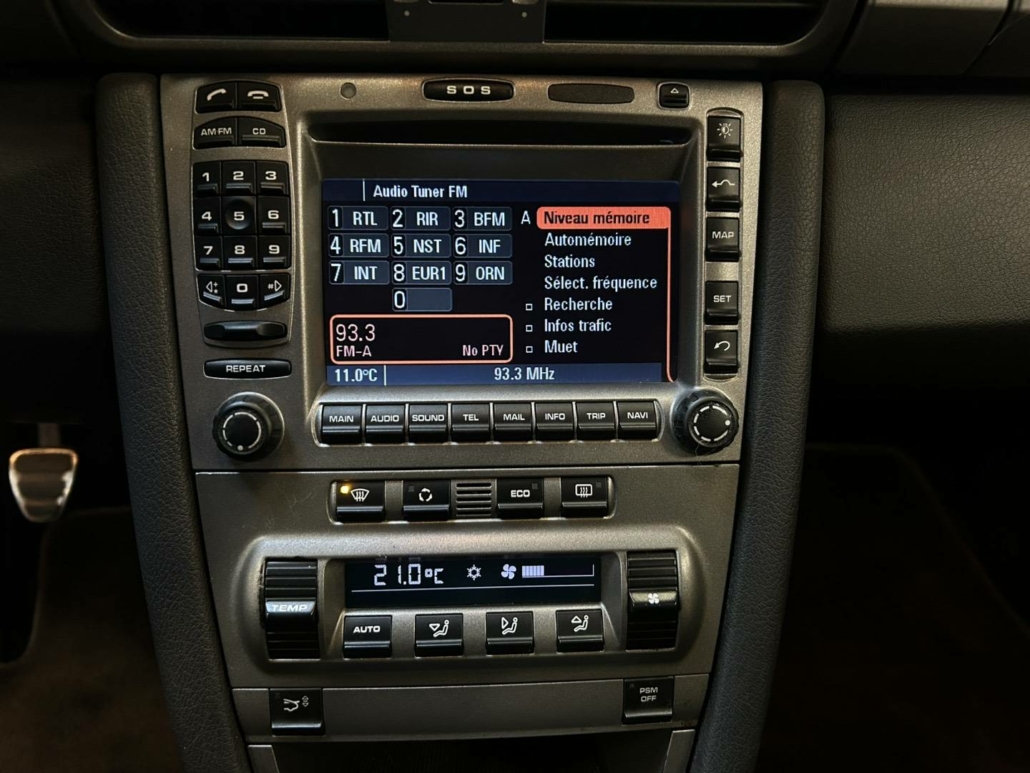 SOS
AM·FM CD
1 2 3
4 5 6
7 8 9
0
REPEAT
MAP
SET
Audio Tuner FM
1 RTL 2 RIR 3 BFM
4 RFM 5 NST 6 INF
7 INT 8 EUR1 9 ORN
0
A Niveau mémoire
Automémoire
Stations
Sélect. fréquence
Recherche
Infos trafic
Muet
93.3
FM-A No PTY
11.0°C 93.3 MHz
MAIN AUDIO SOUND TEL MAIL INFO TRIP NAVI
ECO
21.0°C
TEMP
AUTO
PSM
OFF